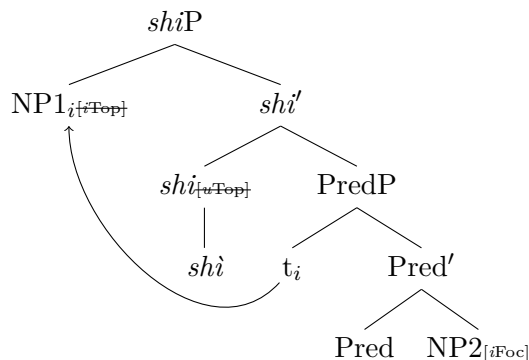 shiP
NP1i[iTop] shi′
shi[uTop] PredP
shì ti Pred′
Pred NP2[iFoc]